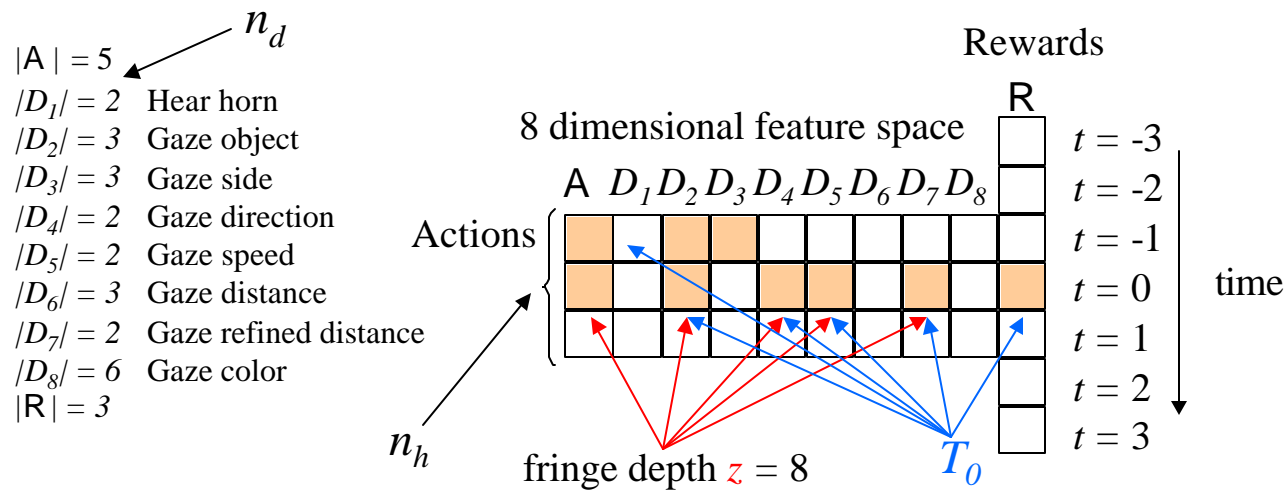 n_d
|A| = 5
|D_1| = 2 Hear horn
|D_2| = 3 Gaze object
|D_3| = 3 Gaze side
|D_4| = 2 Gaze direction
|D_5| = 2 Gaze speed
|D_6| = 3 Gaze distance
|D_7| = 2 Gaze refined distance
|D_8| = 6 Gaze color
|R| = 3
n_h
Rewards
R
8 dimensional feature space
A D_1 D_2 D_3 D_4 D_5 D_6 D_7 D_8
Actions
t = -3
t = -2
t = -1
t = 0
t = 1
t = 2
t = 3
time
fringe depth z = 8
T_0